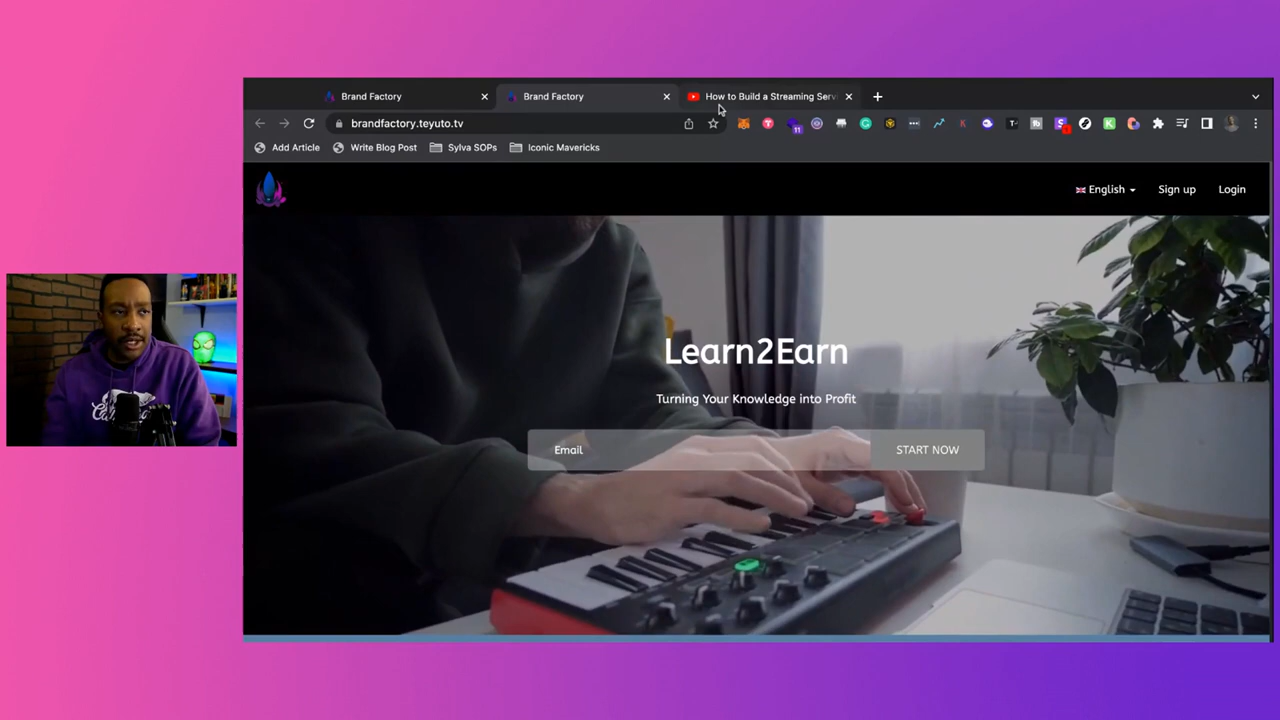 Brand Factory
Brand Factory
How to Build a Streaming Serv
brandfactory.teyuto.tv
11
Add Article
Write Blog Post
Sylva SOPs
Iconic Mavericks
English
Sign up
Login
Learn2Earn
Turning Your Knowledge into Profit
Email
START NOW